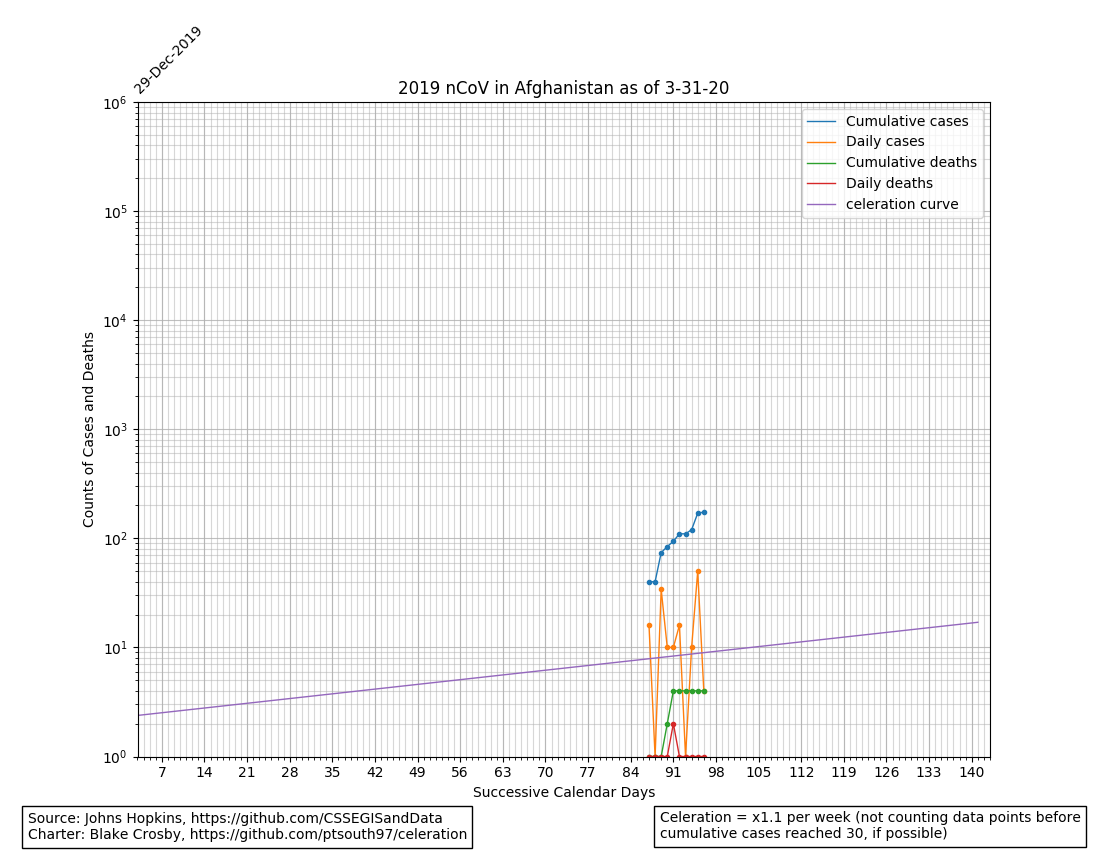 29-Dec-2019
2019 nCoV in Afghanistan as of 3-31-20
Cumulative cases
Daily cases
Cumulative deaths
Daily deaths
celeration curve
Counts of Cases and Deaths
10^6
10^5
10^4
10^3
10^2
10^1
10^0
7 14 21 28 35 42 49 56 63 70 77 84 91 98 105 112 119 126 133 140
Successive Calendar Days
Source: Johns Hopkins, https://github.com/CSSEGISandData
Charter: Blake Crosby, https://github.com/ptsouth97/celeration
Celeration = x1.1 per week (not counting data points before
cumulative cases reached 30, if possible)